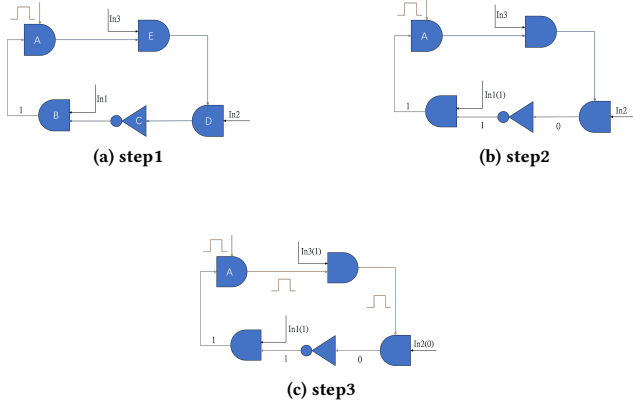 In3
A
E
In1
1
B
C
D
In2
(a) step1
In3
A
In1(1)
1
1
0
In2
(b) step2
In3(1)
A
In1(1)
1
In2(0)
1
0
(c) step3